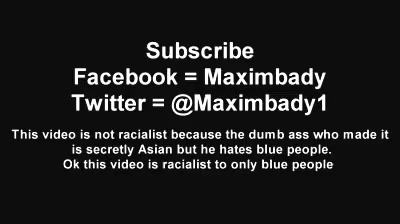 Subscribe
Facebook = Maximbady
Twitter = @Maximbady1
This video is not racialist because the dumb ass who made it
is secretly Asian but he hates blue people.
Ok this video is racialist to only blue people